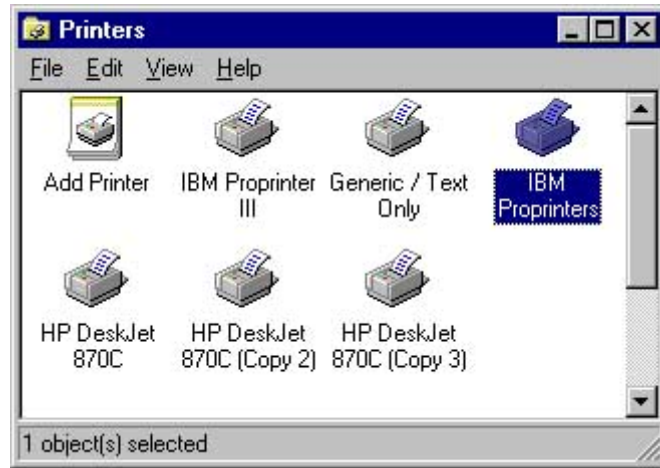 Printers
File Edit View Help
Add Printer
IBM Proprinter
III
Generic / Text
Only
IBM
Proprinters
HP DeskJet
870C
HP DeskJet
870C (Copy 2)
HP DeskJet
870C (Copy 3)
1 object(s) selected